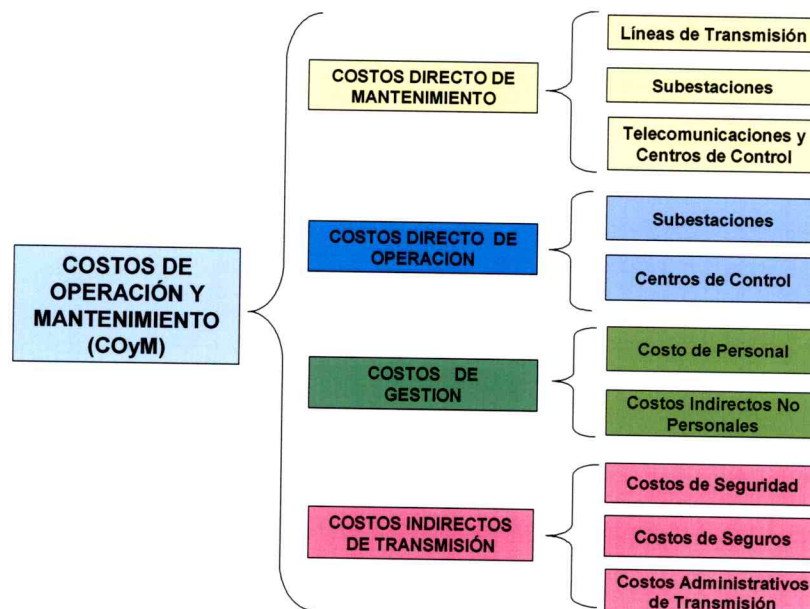 COSTOS DE
OPERACIÓN Y
MANTENIMIENTO
(COyM)
COSTOS DIRECTO DE
MANTENIMIENTO
Líneas de Transmisión
Subestaciones
Telecomunicaciones y
Centros de Control
COSTOS DIRECTO DE
OPERACION
Subestaciones
Centros de Control
COSTOS DE
GESTION
Costo de Personal
Costos Indirectos No
Personales
COSTOS INDIRECTOS
DE TRANSMISIÓN
Costos de Seguridad
Costos de Seguros
Costos Administrativos
de Transmisión